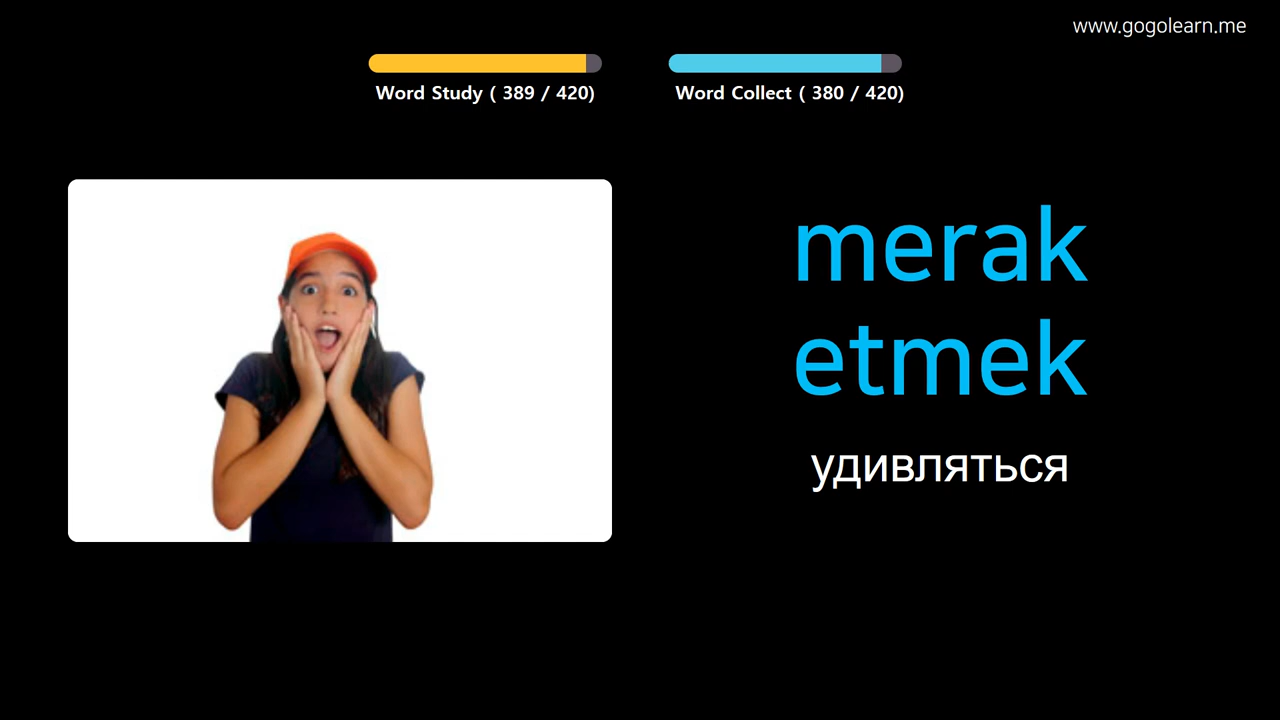 www.gogolearn.me
Word Study ( 389 / 420)
Word Collect ( 380 / 420)
merak
etmek
удивляться